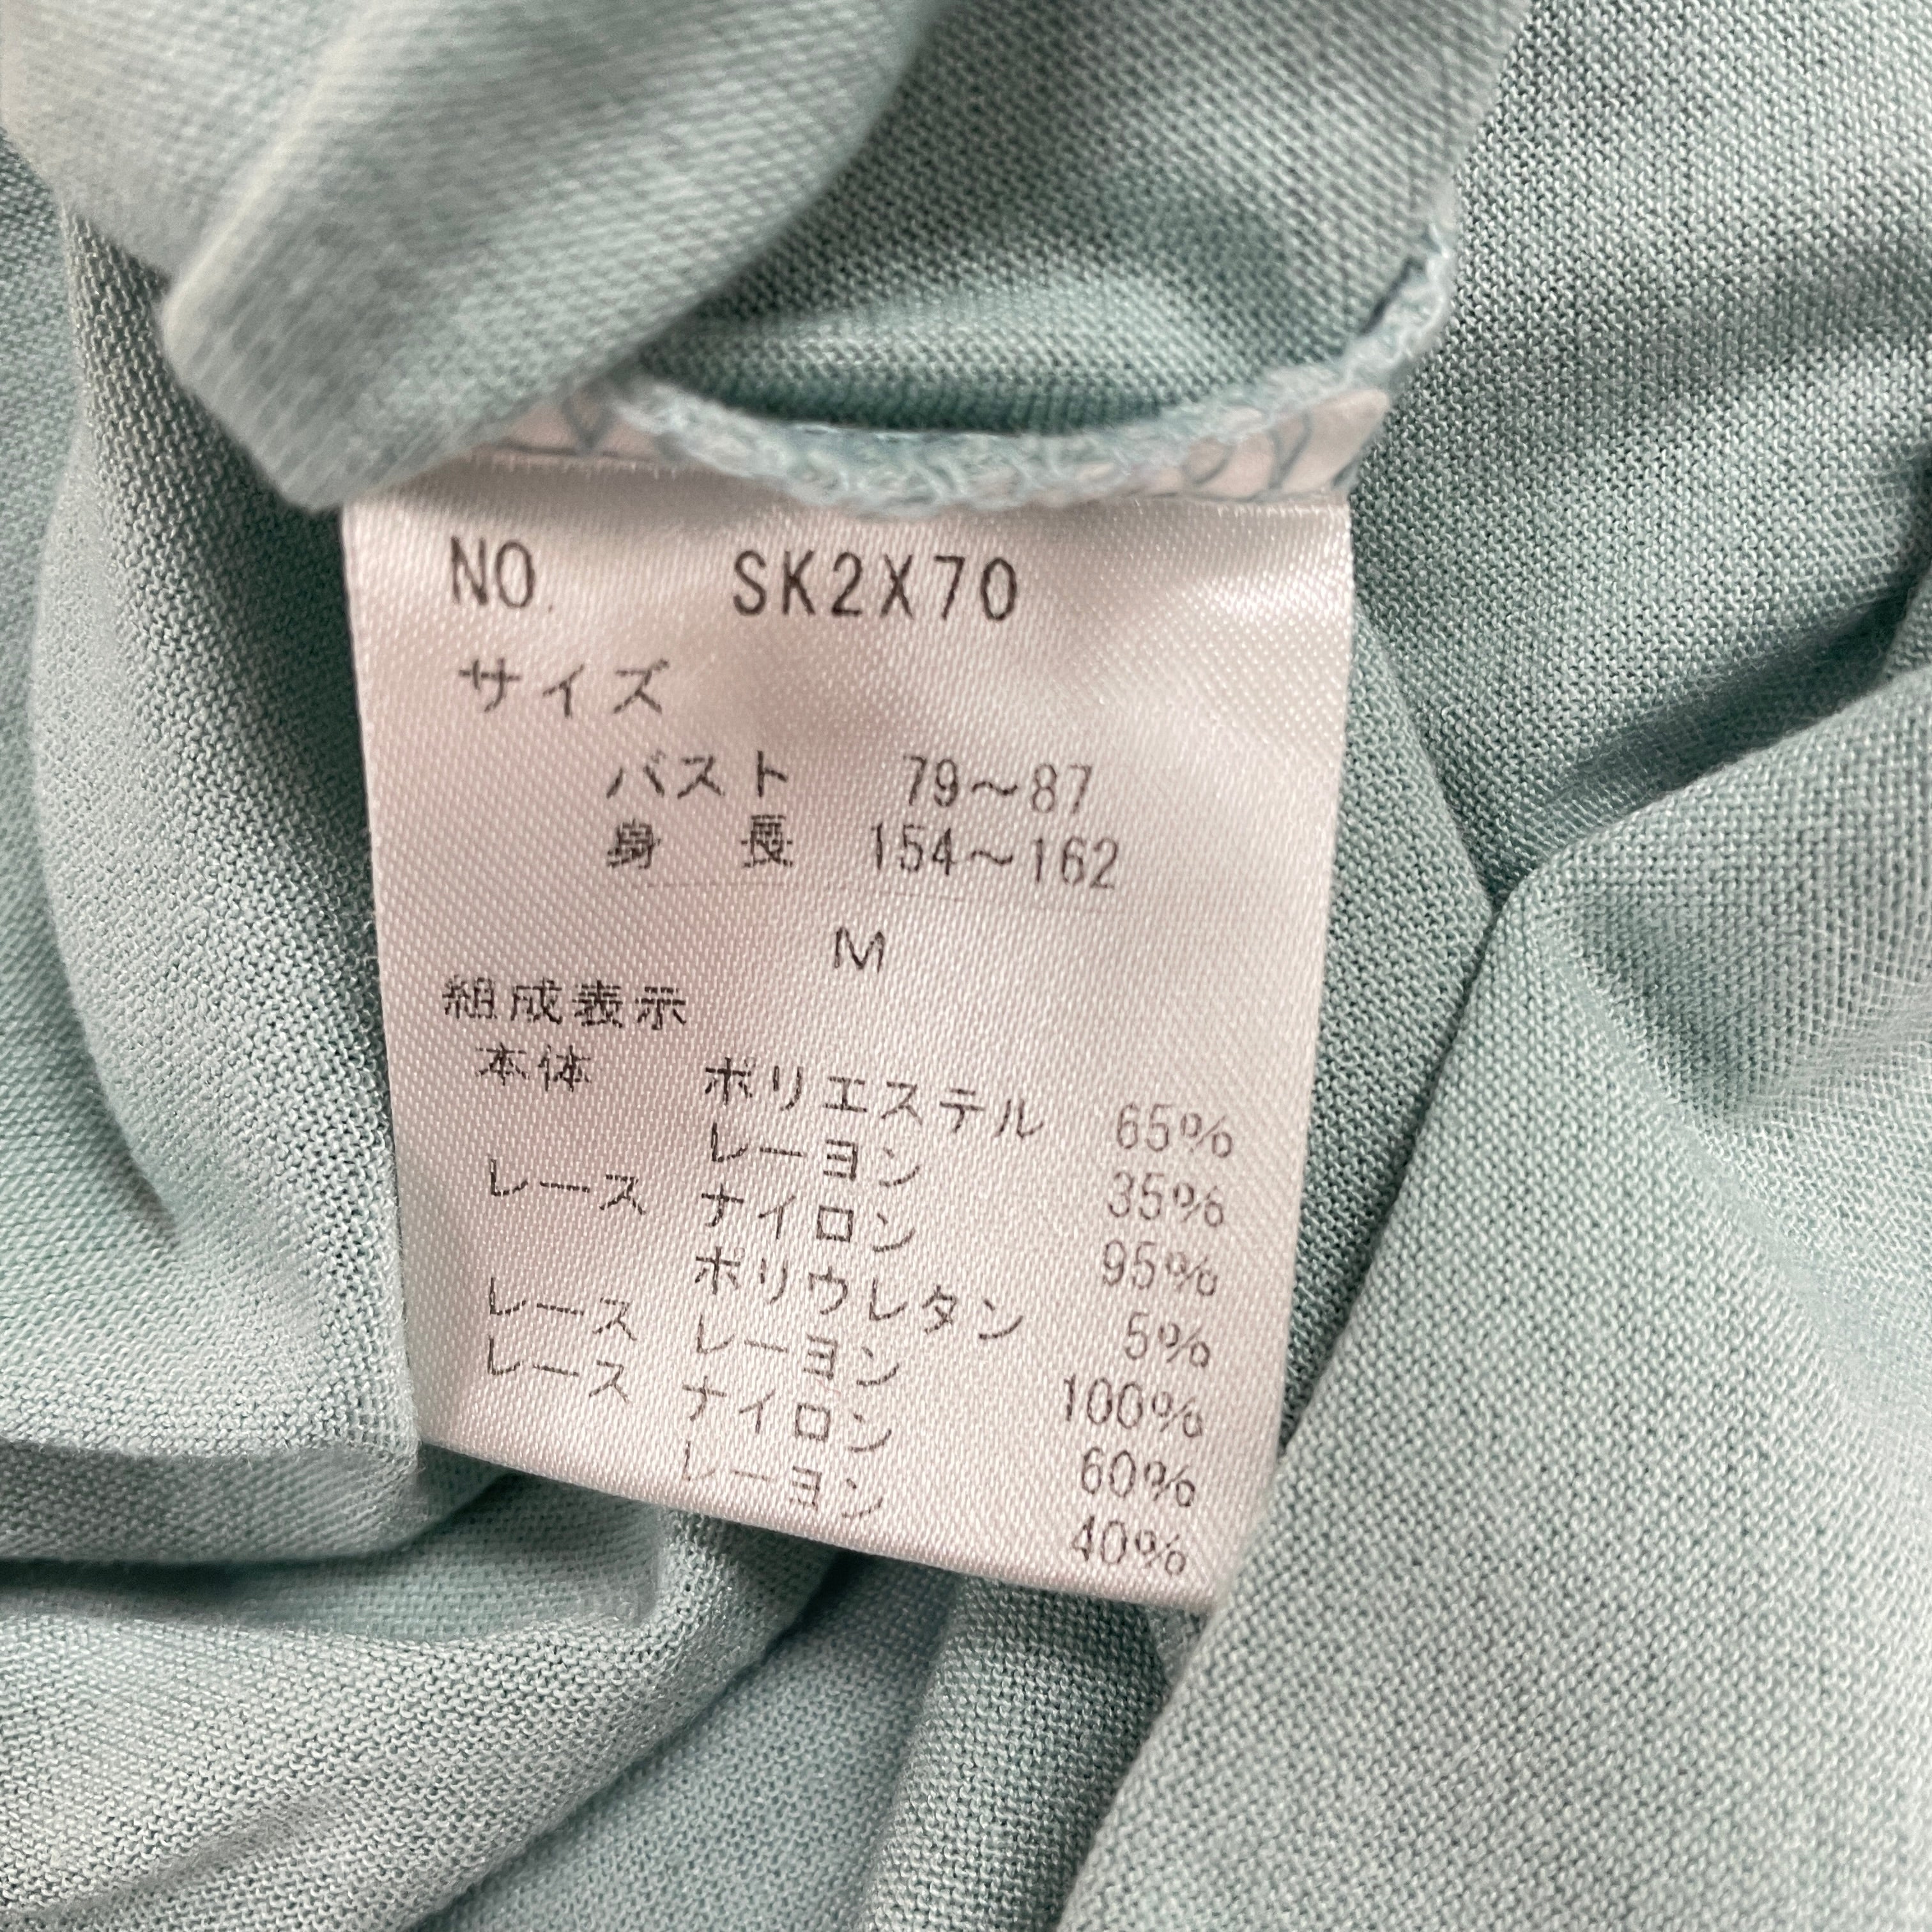 NO. SK2X70
サイズ
バスト 79～87
身 長 154～162
M
組成表示
本体 ポリエステル 65%
レーヨン 35%
レース ナイロン 95%
ポリウレタン 5%
レース レーヨン 100%
レース ナイロン 60%
レーヨン 40%